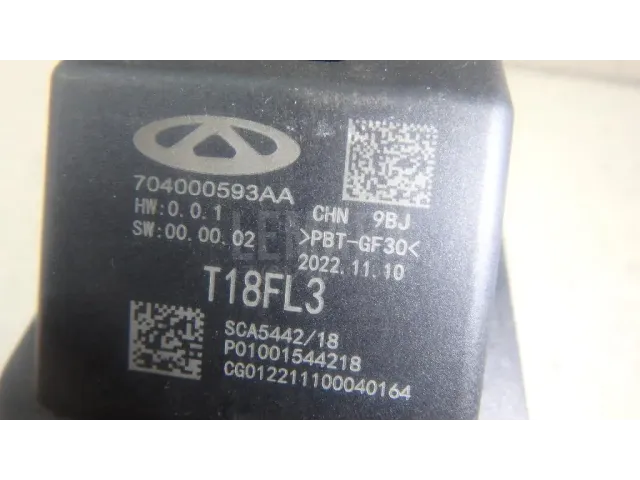 704000593AA
HW:0.0.1
CHN 9BJ
SW:00.00.02
>PBT-GF30<
2022.11.10
T18FL3
SCA5442/18
P01001544218
CG012211100040164